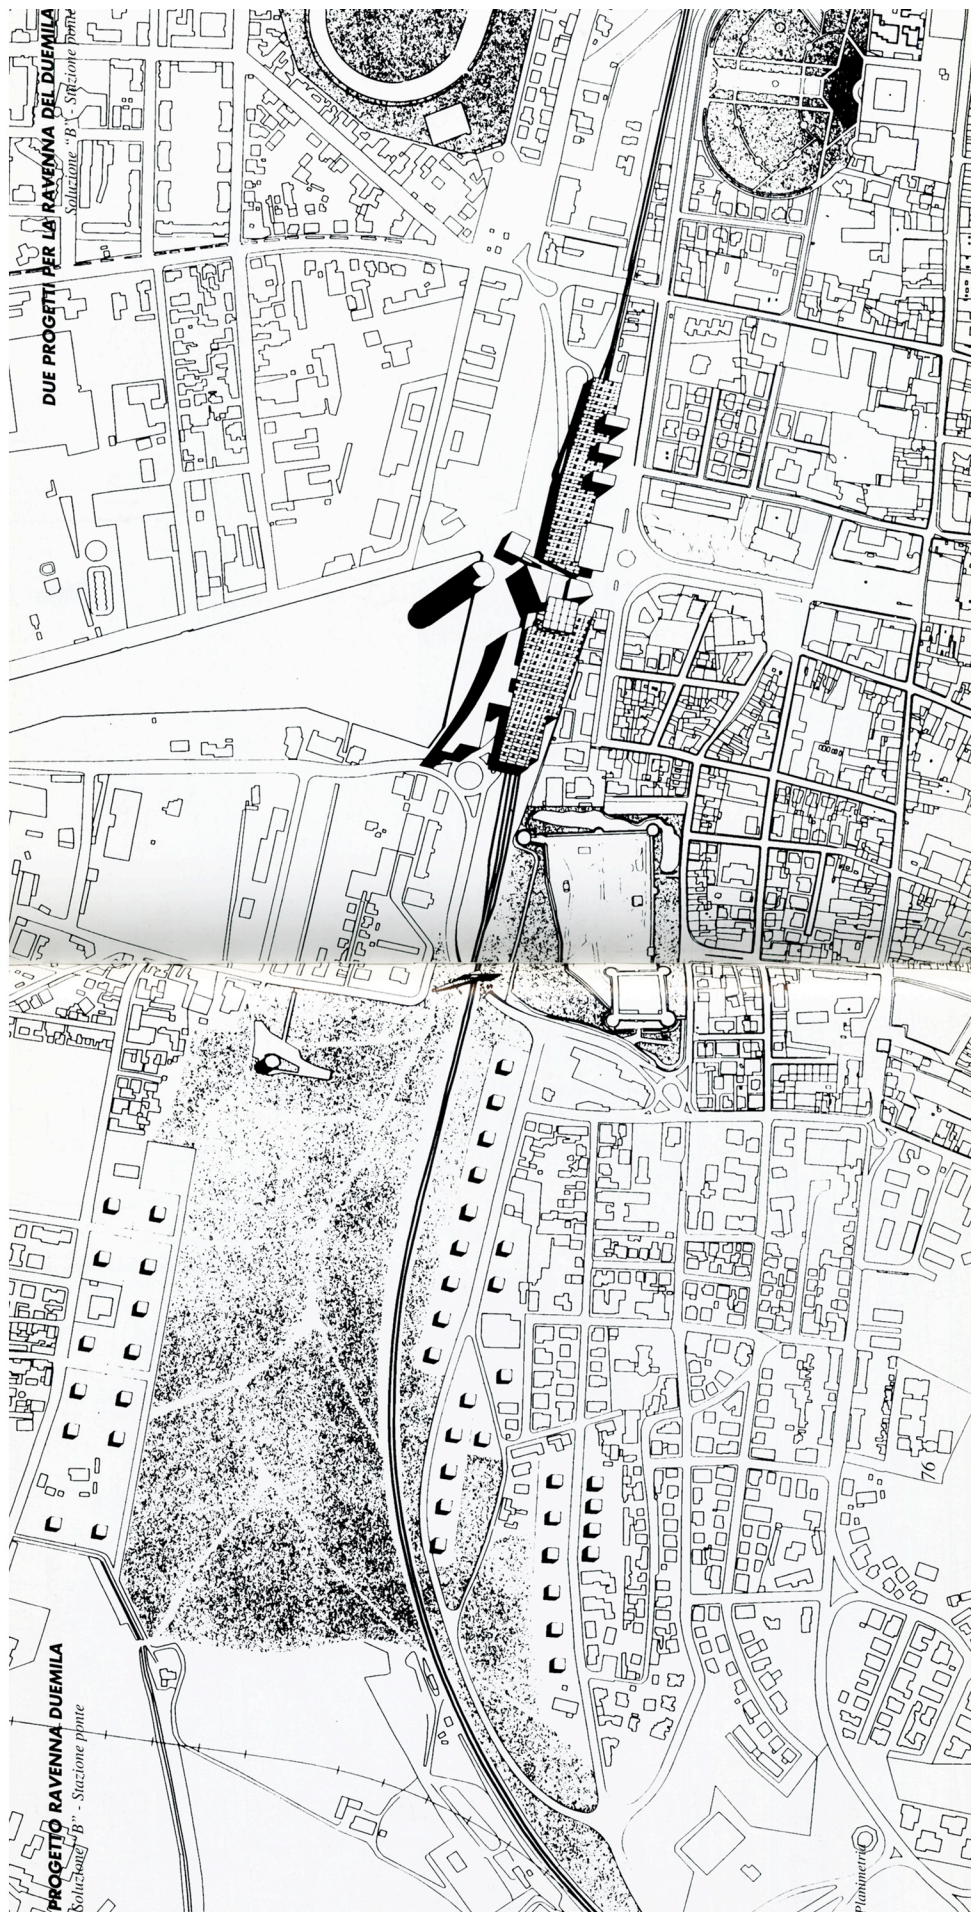 DUE PROGETTI PER LA RAVENNA DEL DUEMILA
Soluzione "B" - Stazione ponte
PROGETTO RAVENNA DUEMILA
Soluzione "B" - Stazione ponte
76
Planimetria